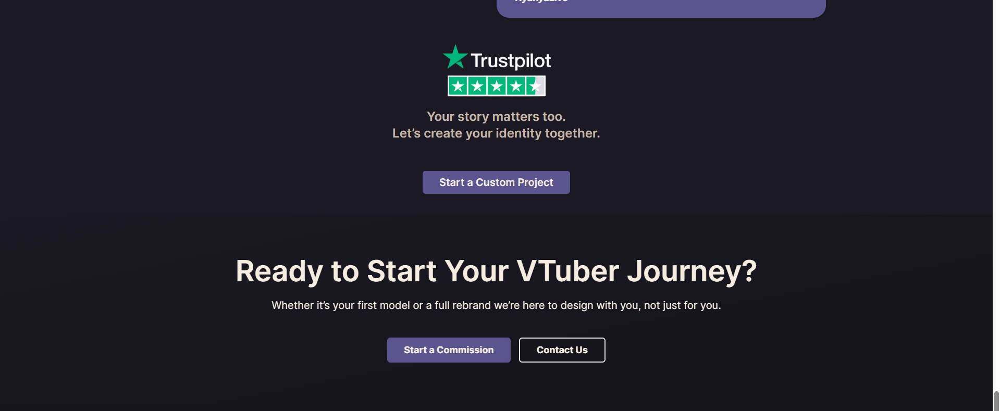 Trustpilot
Your story matters too.
Let’s create your identity together.
Start a Custom Project
Ready to Start Your VTuber Journey?
Whether it’s your first model or a full rebrand we’re here to design with you, not just for you.
Start a Commission
Contact Us